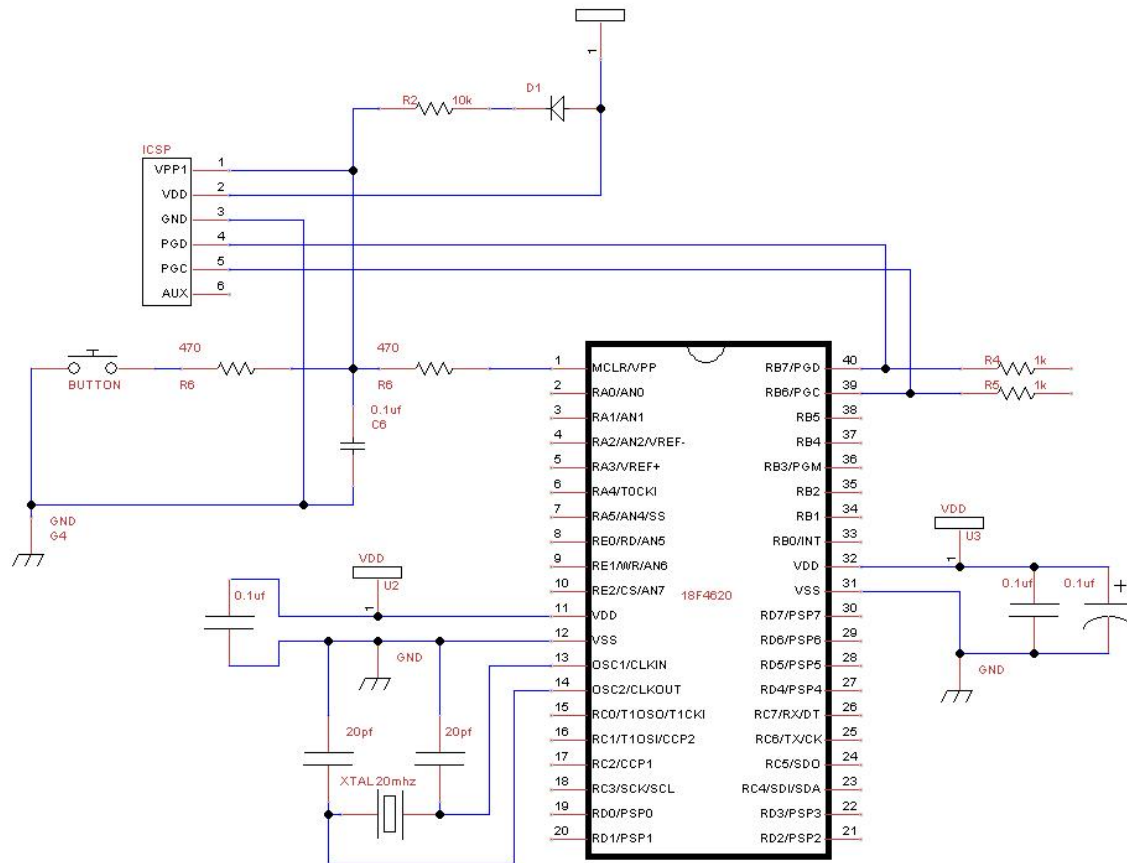 1
D1
R2 10k
ICSP
VPP1 1
VDD 2
GND 3
PGD 4
PGC 5
AUX 6
470
R6
BUTTON
470
R6
0.1uf
C6
GND
G4
VDD
U2
1
0.1uf
GND
20pf
20pf
XTAL20mhz
1 MCLR/VPP
2 RA0/AN0
3 RA1/AN1
4 RA2/AN2/VREF-
5 RA3/VREF+
6 RA4/T0CKI
7 RA5/AN4/SS
8 RE0/RD/AN5
9 RE1/WR/AN6
10 RE2/CS/AN7
11 VDD
12 VSS
13 OSC1/CLKIN
14 OSC2/CLKOUT
15 RC0/T1OSO/T1CKI
16 RC1/T1OSI/CCP2
17 RC2/CCP1
18 RC3/SCK/SCL
19 RD0/PSP0
20 RD1/PSP1
18F4620
RB7/PGD 40
RB6/PGC 39
RB5 38
RB4 37
RB3/PGM 36
RB2 35
RB1 34
RB0/INT 33
VDD 32
VSS 31
RD7/PSP7 30
RD6/PSP6 29
RD5/PSP5 28
RD4/PSP4 27
RC7/RX/DT 26
RC6/TX/CK 25
RC5/SDO 24
RC4/SDI/SDA 23
RD3/PSP3 22
RD2/PSP2 21
R4 1k
R5 1k
VDD
U3
1
0.1uf
0.1uf
+
GND